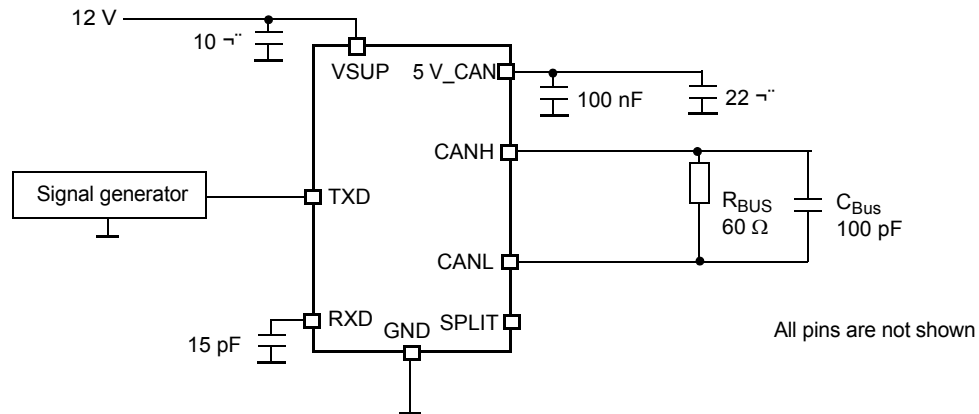 12 V
10 ¬¨
VSUP
5 V_CAN
100 nF
22 ¬¨
CANH
Signal generator
TXD
R_BUS
60 Ω
C_Bus
100 pF
CANL
RXD
GND
SPLIT
15 pF
All pins are not shown